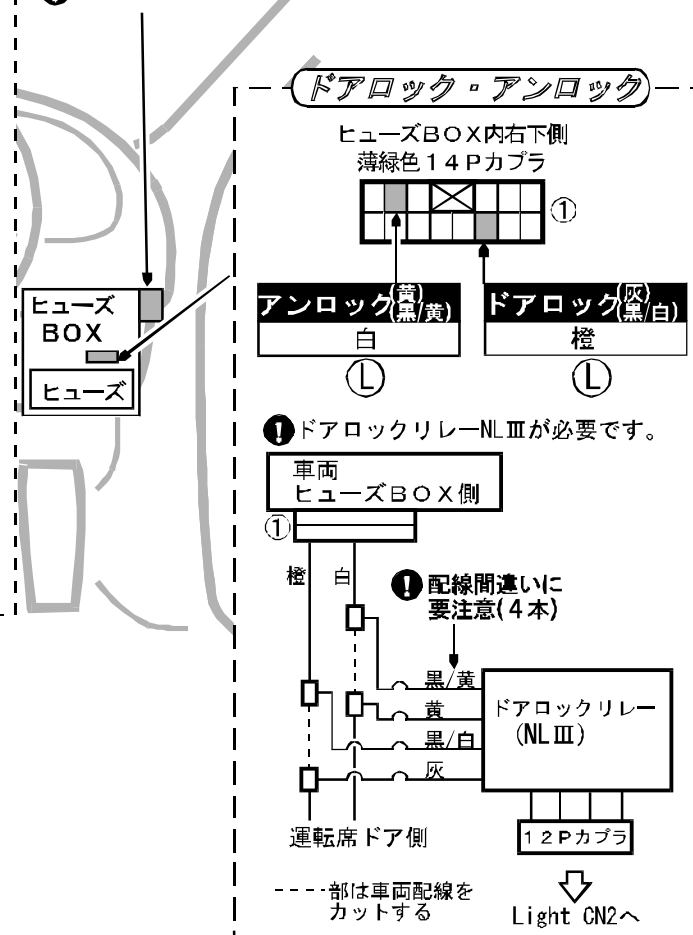 ドアロック・アンロック
ヒューズBOX内右下側
薄緑色14Pカプラ
①
アンロック(黄)(黒/黄)
白
Ⓛ
ドアロック(灰)(黒/白)
橙
Ⓛ
ヒューズ
BOX
ヒューズ
!ドアロックリレーNLⅢが必要です。
車両
ヒューズBOX側
①
橙
白
!配線間違いに
要注意(4本)
黒/黄
黄
黒/白
灰
ドアロックリレー
(NLⅢ)
運転席ドア側
12Pカプラ
----部は車両配線を
カットする
Light CN2へ